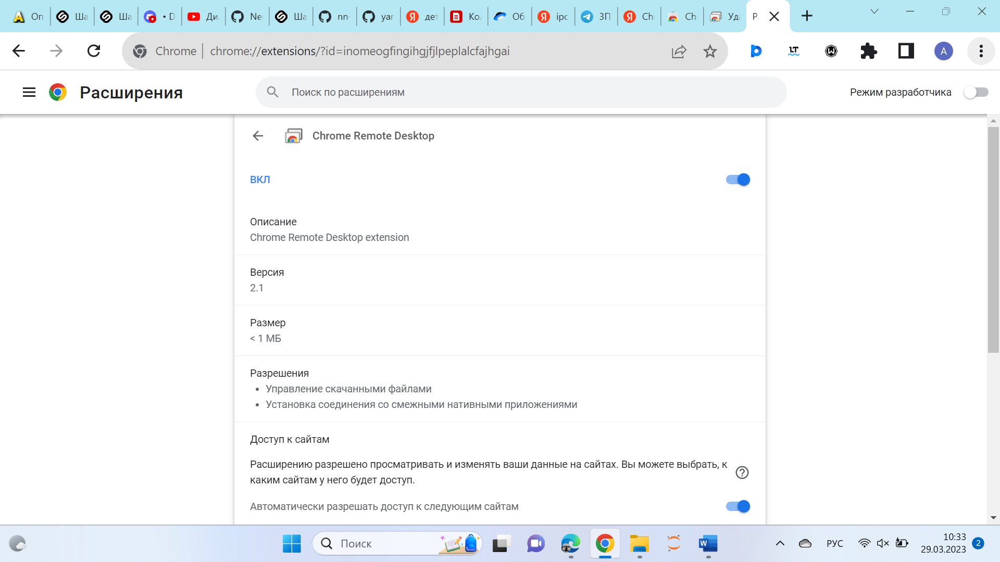 Оп
Ша
Ша
• D
Ди
Ne
Ша
nn-
yar
дет
Кол
Об
ipc
ЗП
Ch
Ch
Уда
Р
Chrome
chrome://extensions/?id=inomeogfingihgjfjlpeplalcfajhgai
LT
A
Расширения
Поиск по расширениям
Режим разработчика
Chrome Remote Desktop
ВКЛ
Описание
Chrome Remote Desktop extension
Версия
2.1
Размер
< 1 МБ
Разрешения
• Управление скачанными файлами
• Установка соединения со смежными нативными приложениями
Доступ к сайтам
Расширению разрешено просматривать и изменять ваши данные на сайтах. Вы можете выбрать, к
каким сайтам у него будет доступ.
Автоматически разрешать доступ к следующим сайтам
Поиск
РУС
10:33
29.03.2023
2